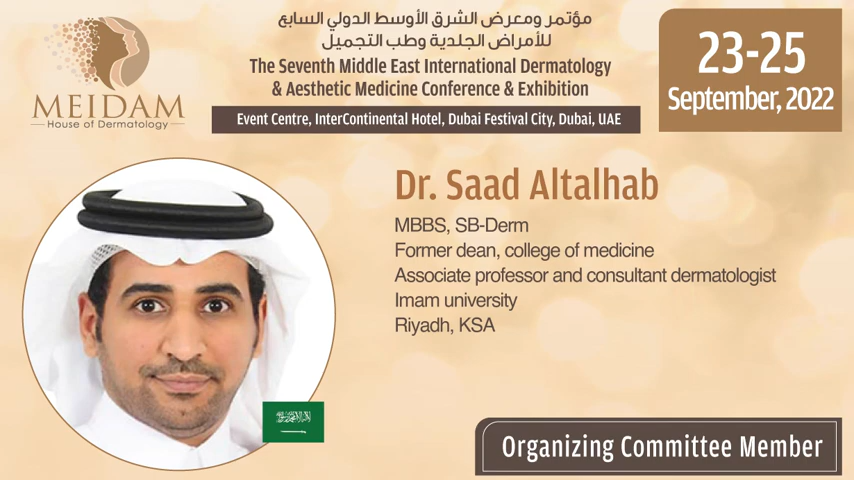 MEIDAM
House of Dermatology
مؤتمر ومعرض الشرق الأوسط الدولي السابع
للأمراض الجلدية وطب التجميل
The Seventh Middle East International Dermatology
& Aesthetic Medicine Conference & Exhibition
Event Centre, InterContinental Hotel, Dubai Festival City, Dubai, UAE
23-25
September, 2022
Dr. Saad Altalhab
MBBS, SB-Derm
Former dean, college of medicine
Associate professor and consultant dermatologist
Imam university
Riyadh, KSA
Organizing Committee Member